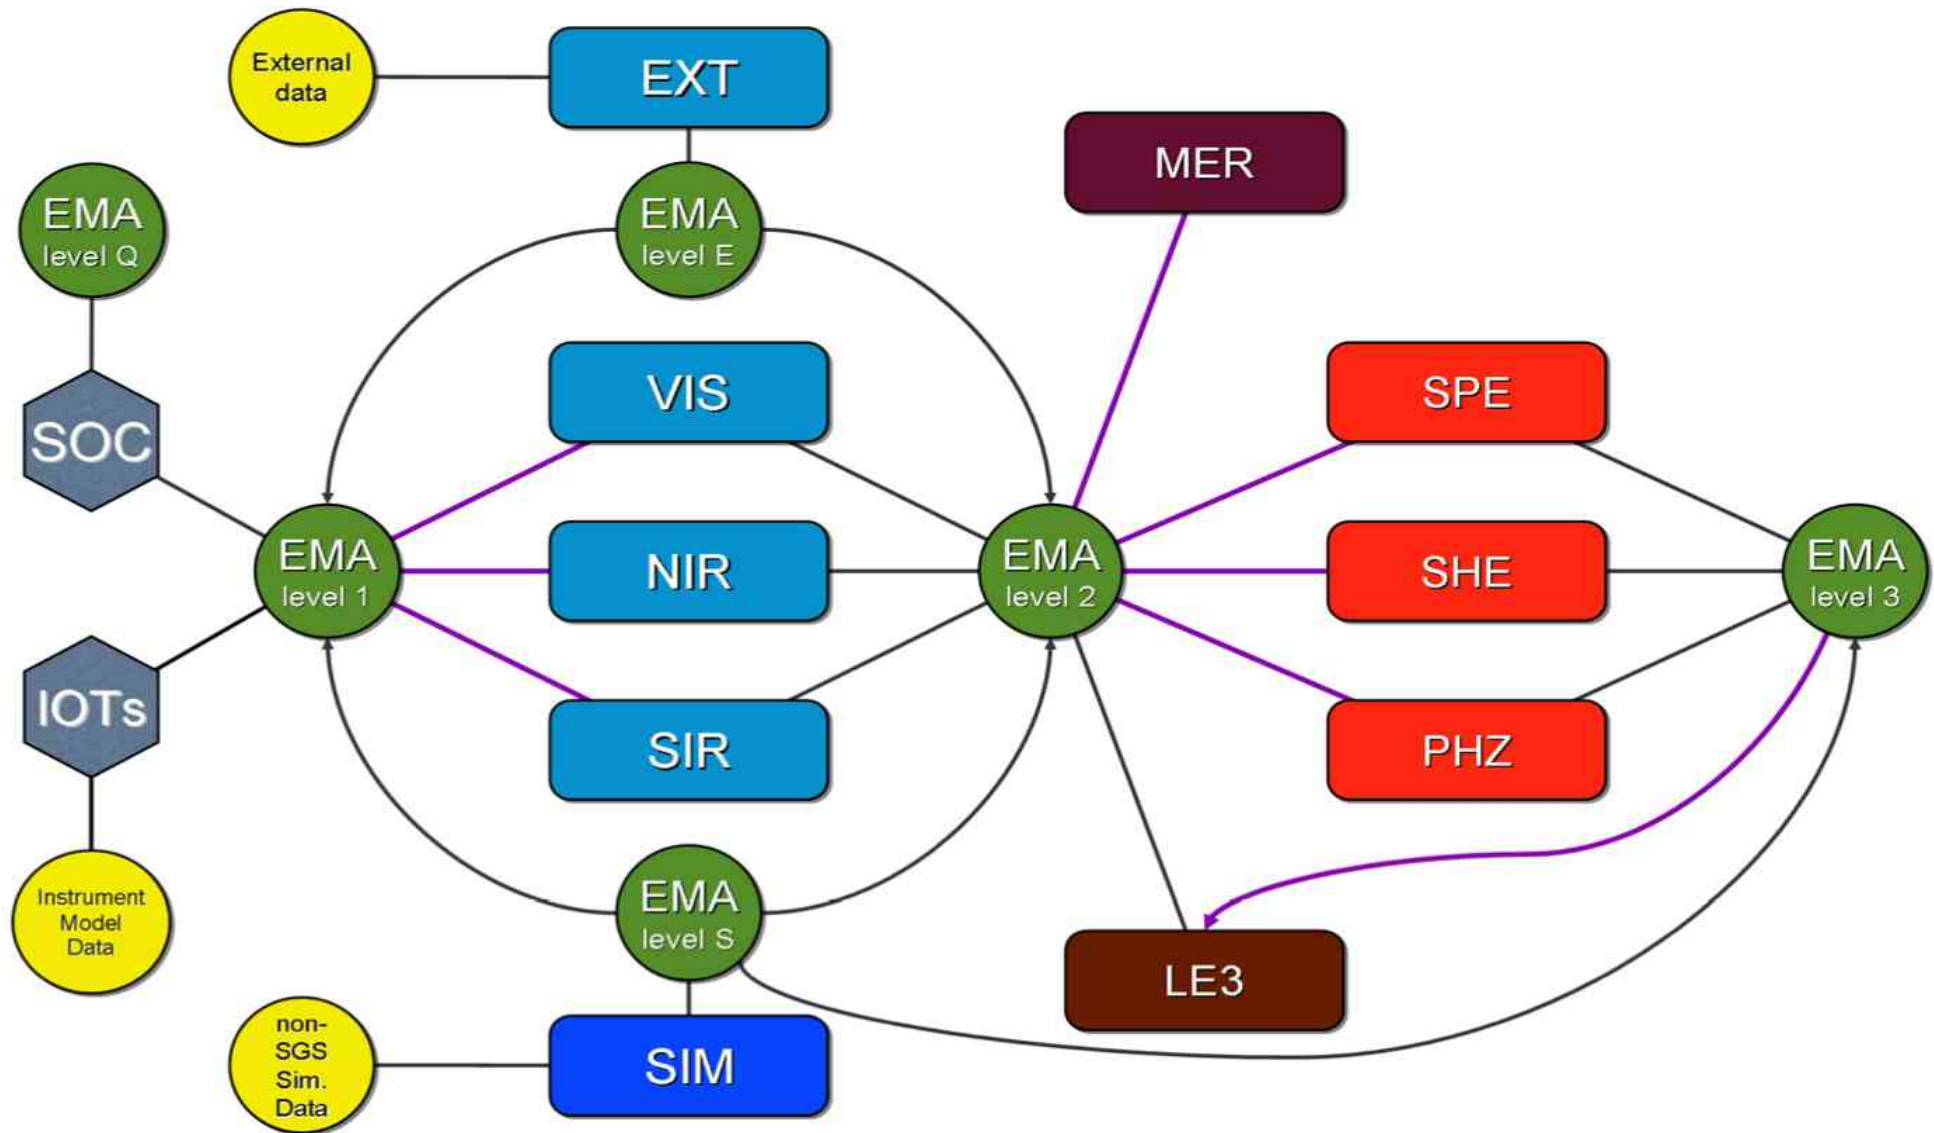 External
data
EXT
MER
EMA
level Q
EMA
level E
VIS
SPE
SOC
EMA
level 1
NIR
EMA
level 2
SHE
EMA
level 3
IOTs
SIR
PHZ
Instrument
Model
Data
EMA
level S
LE3
non-
SGS
Sim.
Data
SIM